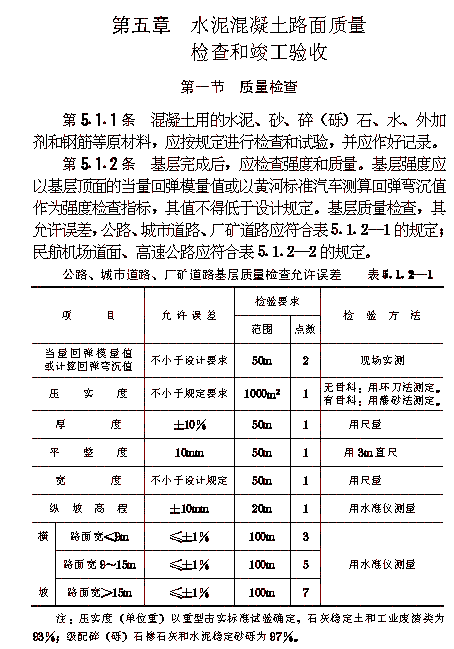 第五章 水泥混凝土路面质量
检查和竣工验收
第一节 质量检查
第5.1.1条 混凝土用的水泥、砂、碎（砾）石、水、外加
剂和钢筋等原材料，应按规定进行检查和试验，并应作好记录。
第5.1.2条 基层完成后，应检查强度和质量。基层强度应
以基层顶面的当量回弹模量值或以黄河标准汽车测算回弹弯沉值
作为强度检查指标，其值不得低于设计规定。基层质量检查，其
允许误差，公路、城市道路、厂矿道路应符合表5.1.2—1的规定；
民航机场道面、高速公路应符合表5.1.2—2的规定。
公路、城市道路、厂矿道路基层质量检查允许误差 表5.1.2—1
项 目 允许误差 检验要求 检验方法
范围 点数
当量回弹模量值
或计算回弹弯沉值 不小于设计要求 50m 2 现场实测
压实度 不小于规定要求 1000m² 1 无骨料：用环刀法测定。
有骨料：用灌砂法测定。
厚度 ±10% 50m 1 用尺量
平整度 10mm 50m 1 用3m直尺
宽度 不小于设计规定 50m 1 用尺量
纵坡高程 ±10mm 20m 1 用水准仪测量
横坡 路面宽<9m ≤±1% 100m 3
路面宽9～15m ≤±1% 100m 5 用水准仪测量
路面宽>15m ≤±1% 100m 7
注：压实度（单位重）以重型击实标准试验确定，石灰稳定土和工业废渣类为
93%；级配碎（砾）石掺石灰和水泥稳定砂砾为97%。